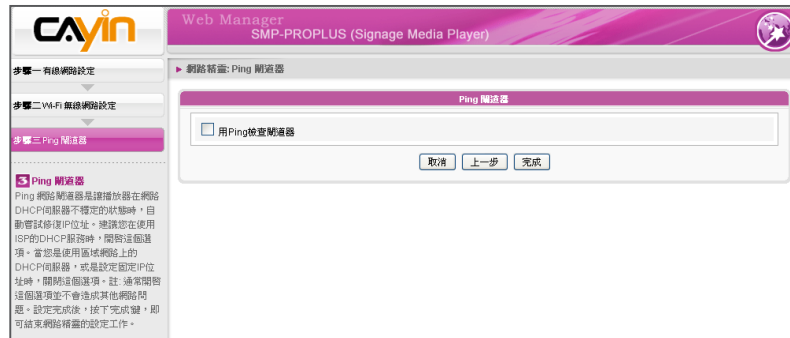 CAYIN
Web Manager
SMP-PROPLUS (Signage Media Player)
步驟一 有線網路設定
網路精靈: Ping 閘道器
步驟二 Wi-Fi 無線網路設定
步驟三 Ping 閘道器
Ping 閘道器
用Ping檢查閘道器
取消 上一步 完成
3 Ping 閘道器
Ping 網路閘道器是讓播放器在網路
DHCP伺服器不穩定的狀態時，自
動嘗試修復IP位址。建議您在使用
ISP的DHCP服務時，開啓這個選
項。當您是使用區域網路上的
DHCP伺服器，或是設定固定IP位
址時，關閉這個選項。註: 通常開啓
這個選項並不會造成其他網路問
題。設定完成後，按下完成鍵，即
可結束網路精靈的設定工作。